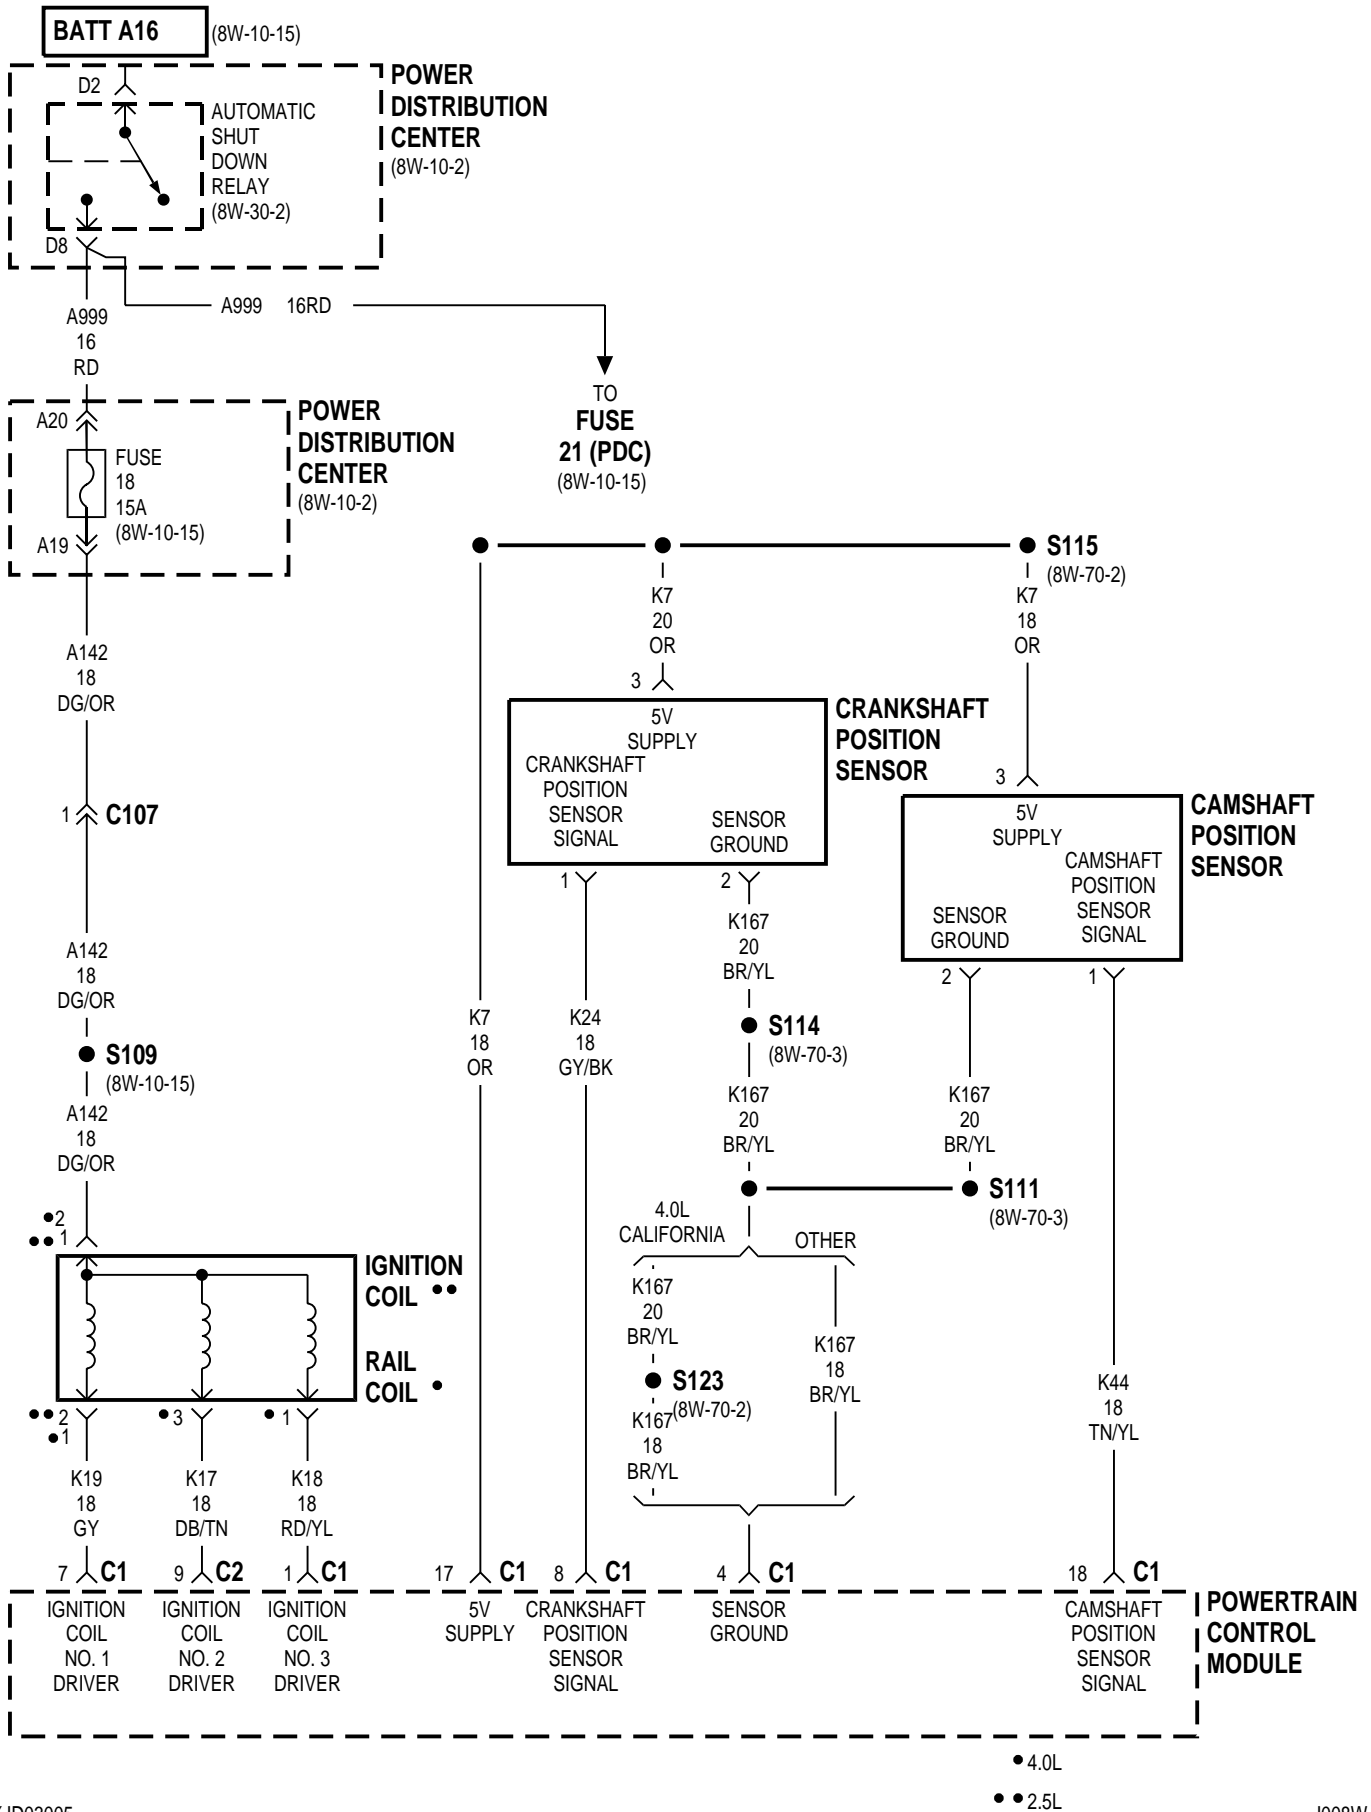 BATT A16
(8W-10-15)
D2
POWER
DISTRIBUTION
CENTER
(8W-10-2)
AUTOMATIC
SHUT
DOWN
RELAY
(8W-30-2)
D8
A999
16RD
A999
16
RD
TO
FUSE
21 (PDC)
(8W-10-15)
A20
POWER
DISTRIBUTION
CENTER
(8W-10-2)
FUSE
18
15A
(8W-10-15)
A19
S115
(8W-70-2)
K7
20
OR
K7
18
OR
A142
18
DG/OR
3
5V
SUPPLY
CRANKSHAFT
POSITION
SENSOR
SIGNAL
SENSOR
GROUND
CRANKSHAFT
POSITION
SENSOR
3
5V
SUPPLY
CAMSHAFT
POSITION
SENSOR
SIGNAL
SENSOR
GROUND
CAMSHAFT
POSITION
SENSOR
1 C107
1
2
K167
20
BR/YL
2
1
A142
18
DG/OR
K7
18
OR
K24
18
GY/BK
S114
(8W-70-3)
S109
(8W-10-15)
A142
18
DG/OR
K167
20
BR/YL
K167
20
BR/YL
S111
(8W-70-3)
•2
••1
4.0L
CALIFORNIA
OTHER
IGNITION
COIL ••
RAIL
COIL •
K167
20
BR/YL
K167
18
BR/YL
S123
(8W-70-2)
K167
18
BR/YL
K44
18
TN/YL
••2
•1
•3
•1
K19
18
GY
K17
18
DB/TN
K18
18
RD/YL
7 C1
9 C2
1 C1
17 C1
8 C1
4 C1
18 C1
IGNITION
COIL
NO. 1
DRIVER
IGNITION
COIL
NO. 2
DRIVER
IGNITION
COIL
NO. 3
DRIVER
5V
SUPPLY
CRANKSHAFT
POSITION
SENSOR
SIGNAL
SENSOR
GROUND
CAMSHAFT
POSITION
SENSOR
SIGNAL
POWERTRAIN
CONTROL
MODULE
•4.0L
••2.5L